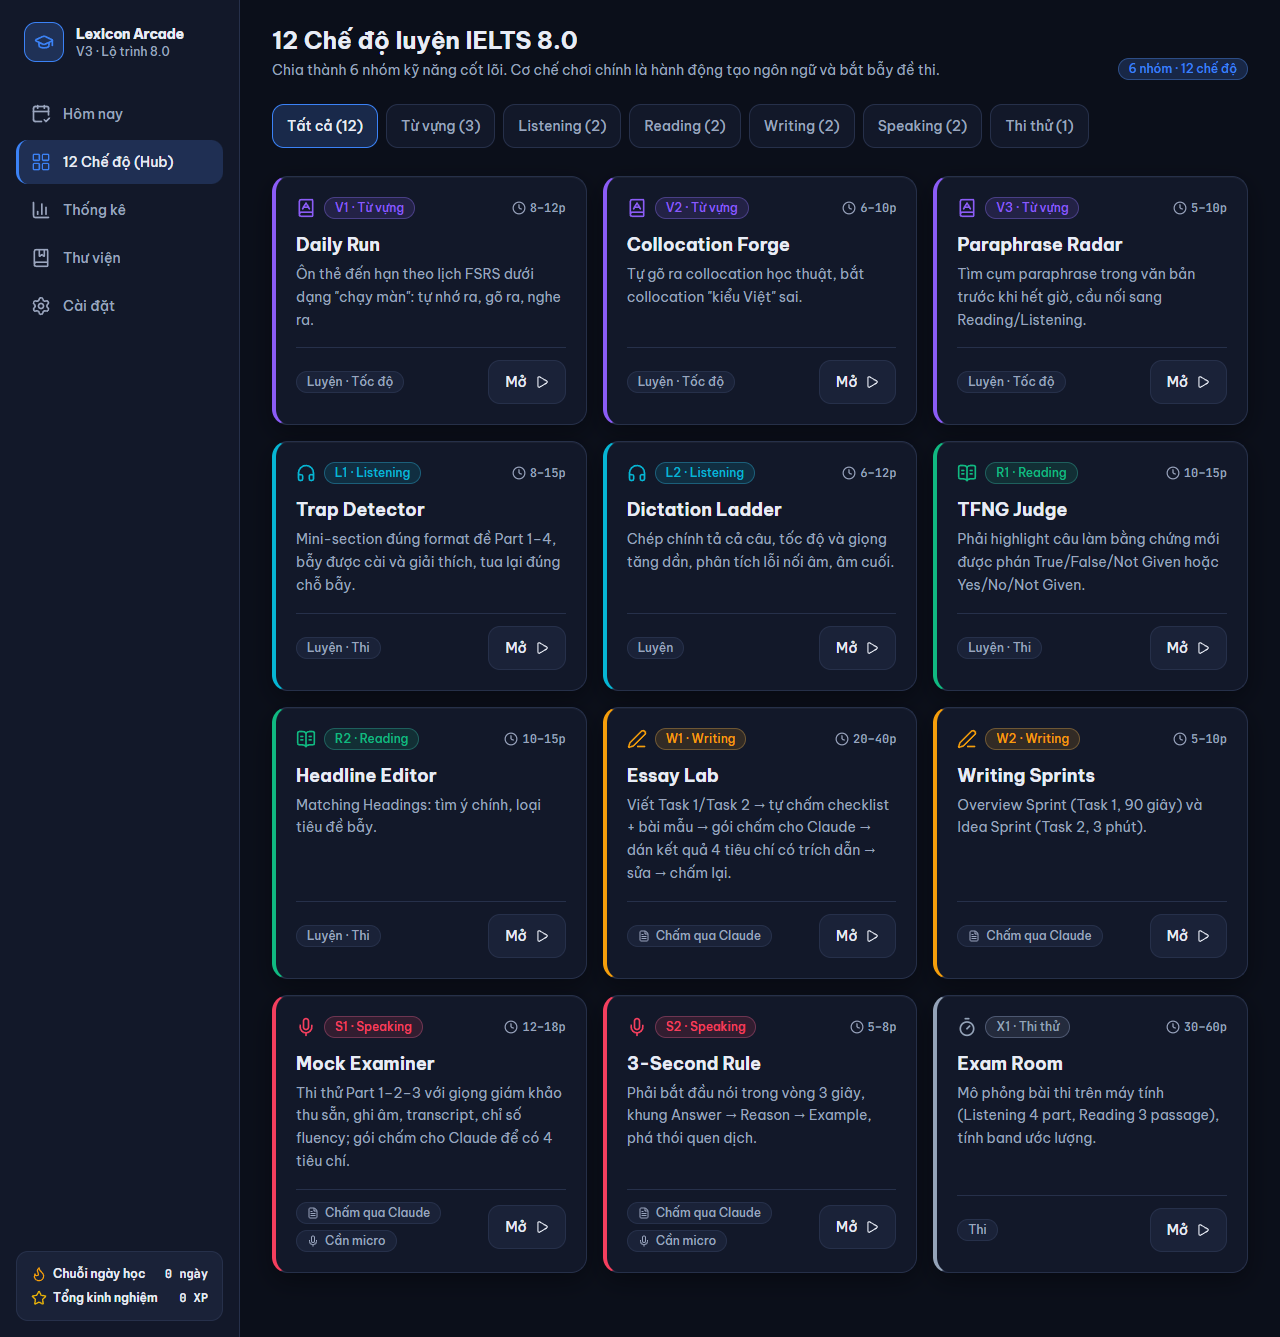 Lexicon Arcade
V3 · Lộ trình 8.0
Hôm nay
12 Chế độ (Hub)
Thống kê
Thư viện
Cài đặt
Chuỗi ngày học 0 ngày
Tổng kinh nghiệm 0 XP
12 Chế độ luyện IELTS 8.0
Chia thành 6 nhóm kỹ năng cốt lõi. Cơ chế chơi chính là hành động tạo ngôn ngữ và bắt bẫy đề thi.
6 nhóm · 12 chế độ
Tất cả (12) Từ vựng (3) Listening (2) Reading (2) Writing (2) Speaking (2) Thi thử (1)
V1 · Từ vựng 8–12p
Daily Run
Ôn thẻ đến hạn theo lịch FSRS dưới
dạng "chạy màn": tự nhớ ra, gõ ra, nghe
ra.
Luyện · Tốc độ Mở
V2 · Từ vựng 6–10p
Collocation Forge
Tự gõ ra collocation học thuật, bắt
collocation "kiểu Việt" sai.
Luyện · Tốc độ Mở
V3 · Từ vựng 5–10p
Paraphrase Radar
Tìm cụm paraphrase trong văn bản
trước khi hết giờ, cầu nối sang
Reading/Listening.
Luyện · Tốc độ Mở
L1 · Listening 8–15p
Trap Detector
Mini-section đúng format đề Part 1–4,
bẫy được cài và giải thích, tua lại đúng
chỗ bẫy.
Luyện · Thi Mở
L2 · Listening 6–12p
Dictation Ladder
Chép chính tả cả câu, tốc độ và giọng
tăng dần, phân tích lỗi nối âm, âm cuối.
Luyện Mở
R1 · Reading 10–15p
TFNG Judge
Phải highlight câu làm bằng chứng mới
được phán True/False/Not Given hoặc
Yes/No/Not Given.
Luyện · Thi Mở
R2 · Reading 10–15p
Headline Editor
Matching Headings: tìm ý chính, loại
tiêu đề bẫy.
Luyện · Thi Mở
W1 · Writing 20–40p
Essay Lab
Viết Task 1/Task 2 → tự chấm checklist
+ bài mẫu → gói chấm cho Claude →
dán kết quả 4 tiêu chí có trích dẫn →
sửa → chấm lại.
Chấm qua Claude Mở
W2 · Writing 5–10p
Writing Sprints
Overview Sprint (Task 1, 90 giây) và
Idea Sprint (Task 2, 3 phút).
Chấm qua Claude Mở
S1 · Speaking 12–18p
Mock Examiner
Thi thử Part 1–2–3 với giọng giám khảo
thu sẵn, ghi âm, transcript, chỉ số
fluency; gói chấm cho Claude để có 4
tiêu chí.
Chấm qua Claude
Cần micro
Mở
S2 · Speaking 5–8p
3-Second Rule
Phải bắt đầu nói trong vòng 3 giây,
khung Answer → Reason → Example,
phá thói quen dịch.
Chấm qua Claude
Cần micro
Mở
X1 · Thi thử 30–60p
Exam Room
Mô phỏng bài thi trên máy tính
(Listening 4 part, Reading 3 passage),
tính band ước lượng.
Thi Mở